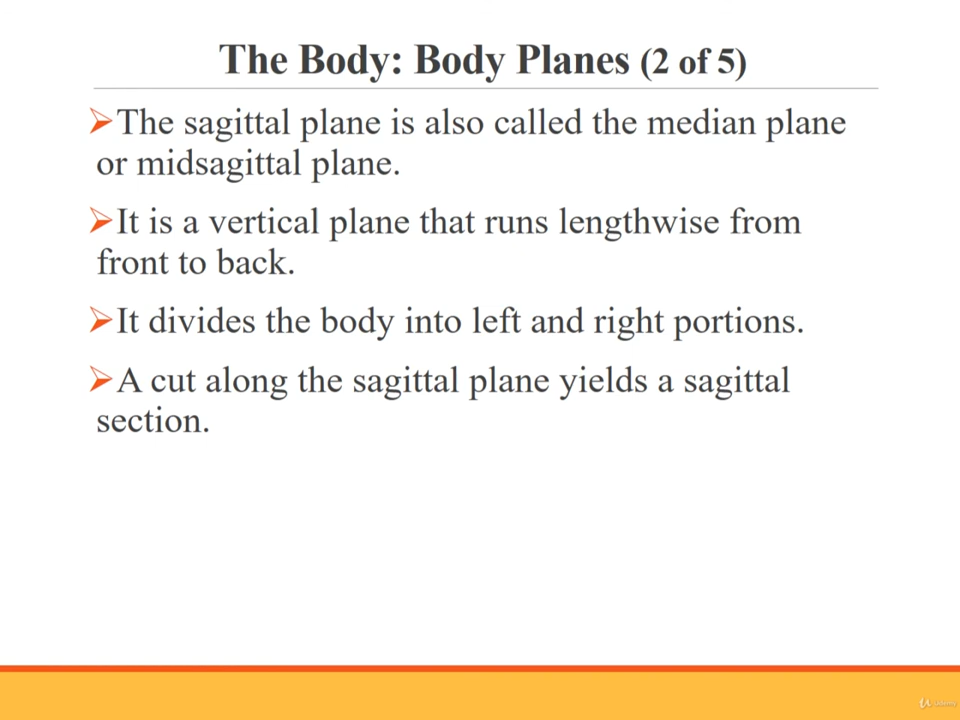 The Body: Body Planes (2 of 5)
The sagittal plane is also called the median plane
or midsagittal plane.
It is a vertical plane that runs lengthwise from
front to back.
It divides the body into left and right portions.
A cut along the sagittal plane yields a sagittal
section.
Udemy